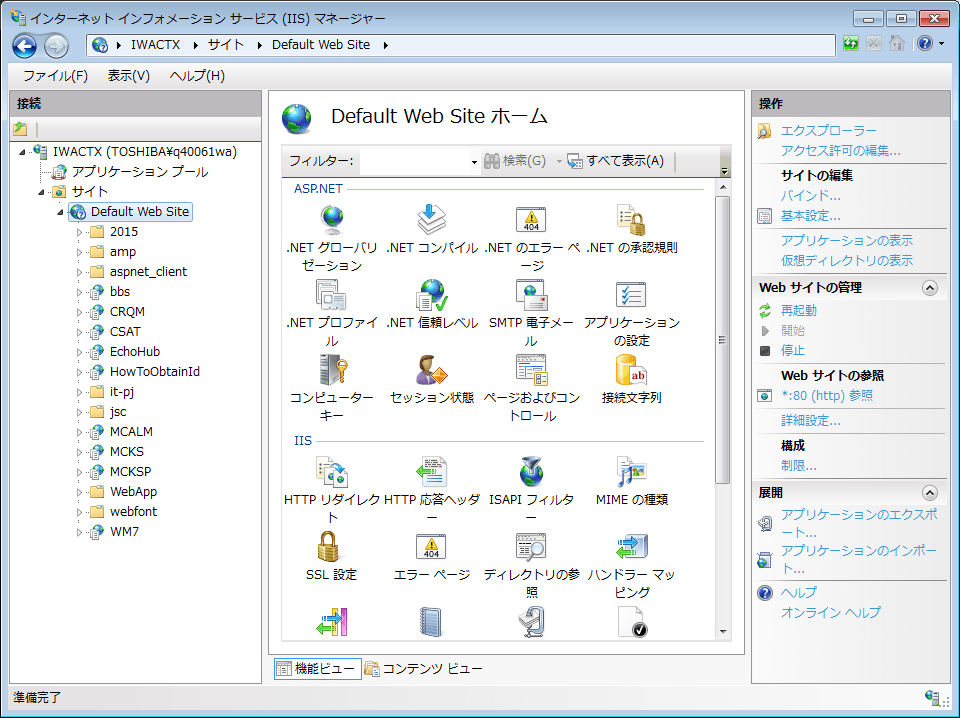 インターネット インフォメーション サービス (IIS) マネージャー
IWACTX
サイト
Default Web Site
ファイル(F)
表示(V)
ヘルプ(H)
接続
IWACTX (TOSHIBA¥q40061wa)
アプリケーション プール
サイト
Default Web Site
2015
amp
aspnet_client
bbs
CRQM
CSAT
EchoHub
HowToObtainId
it-pj
jsc
MCALM
MCKS
MCKSP
WebApp
webfont
WM7
Default Web Site ホーム
フィルター:
検索(G)
すべて表示(A)
ASP.NET
.NET グローバリ
ゼーション
.NET コンパイル
.NET のエラー ペ
ージ
.NET の承認規則
.NET プロファイ
ル
.NET 信頼レベル
SMTP 電子メー
ル
アプリケーション
の設定
コンピューター
キー
セッション状態
ページおよびコン
トロール
接続文字列
IIS
HTTP リダイレク
ト
HTTP 応答ヘッダ
ー
ISAPI フィルタ
ー
MIME の種類
SSL 設定
404
エラー ページ
ディレクトリの参
照
ハンドラー マッ
ピング
機能ビュー
コンテンツ ビュー
操作
エクスプローラー
アクセス許可の編集...
サイトの編集
バインド...
基本設定...
アプリケーションの表示
仮想ディレクトリの表示
Web サイトの管理
再起動
開始
停止
Web サイトの参照
*:80 (http) 参照
詳細設定...
構成
制限...
展開
アプリケーションのエクスポ
ート...
アプリケーションのインポー
ト...
ヘルプ
オンライン ヘルプ
準備完了